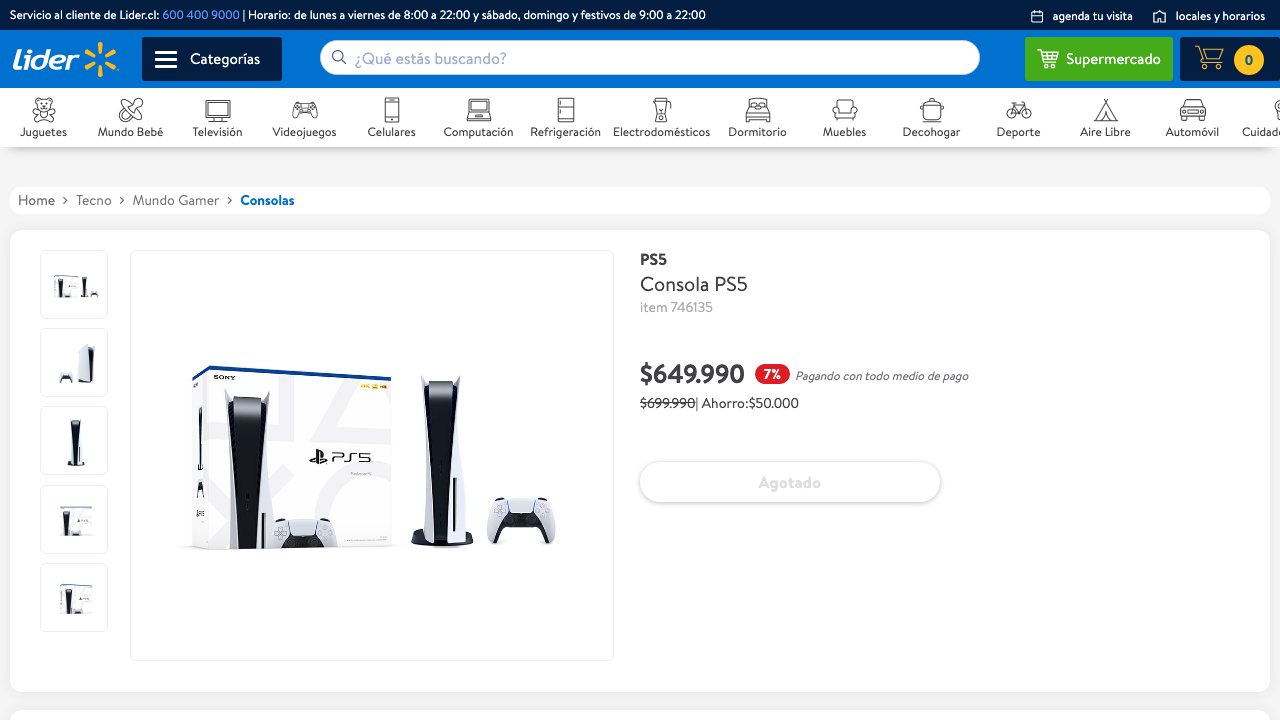 Servicio al cliente de Lider.cl: 600 400 9000 | Horario: de lunes a viernes de 8:00 a 22:00 y sábado, domingo y festivos de 9:00 a 22:00
agenda tu visita
locales y horarios
Lider
Categorías
¿Qué estás buscando?
Supermercado
0
Juguetes
Mundo Bebé
Televisión
Videojuegos
Celulares
Computación
Refrigeración
Electrodomésticos
Dormitorio
Muebles
Decohogar
Deporte
Aire Libre
Automóvil
Home > Tecno > Mundo Gamer > Consolas
SONY
PS5
PS5
Consola PS5
item 746135
$649.990 7% Pagando con todo medio de pago
$699.990| Ahorro:$50.000
Agotado